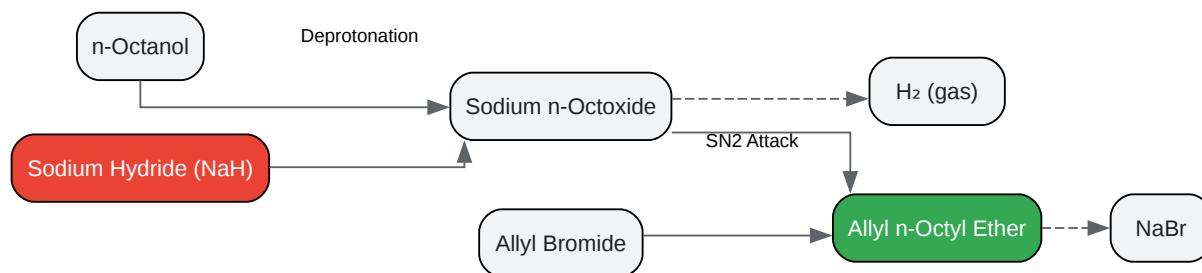 n-Octanol
Deprotonation
H₂ (gas)
Sodium n-Octoxide
SN2 Attack
Sodium Hydride (NaH)
Allyl Bromide
Allyl n-Octyl Ether
NaBr